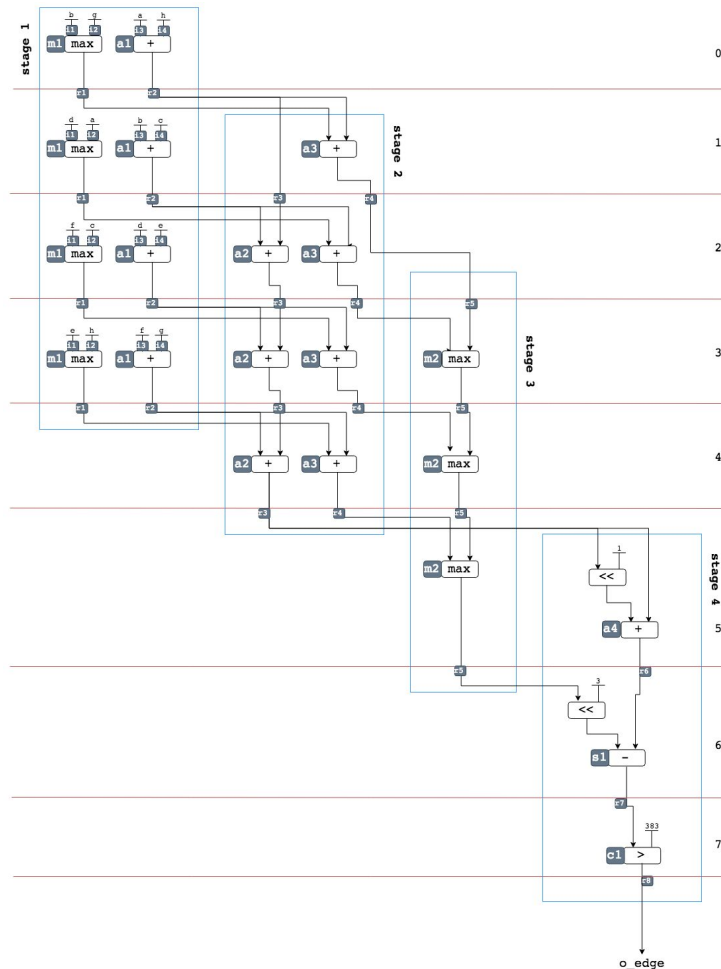 stage 1
b g a h
i1 i2 i3 i4
m1 max a1 + 0
r1 r2
stage 2
d a b c
i1 i2 i3 i4
m1 max a1 + a3 + 1
r1 r2 r3 r4
f c d e
i1 i2 i3 i4
m1 max a1 + a2 + a3 + 2
r1 r2 r3 r4 r5
stage 3
e h f g
i1 i2 i3 i4
m1 max a1 + a2 + a3 + m2 max 3
r1 r2 r3 r4 r5
a2 + a3 + m2 max 4
r3 r4 r5
stage 4
1
m2 max <<
a4 + 5
r5 r6
3
<<
s1 - 6
r7
383
c1 > 7
r8
o_edge